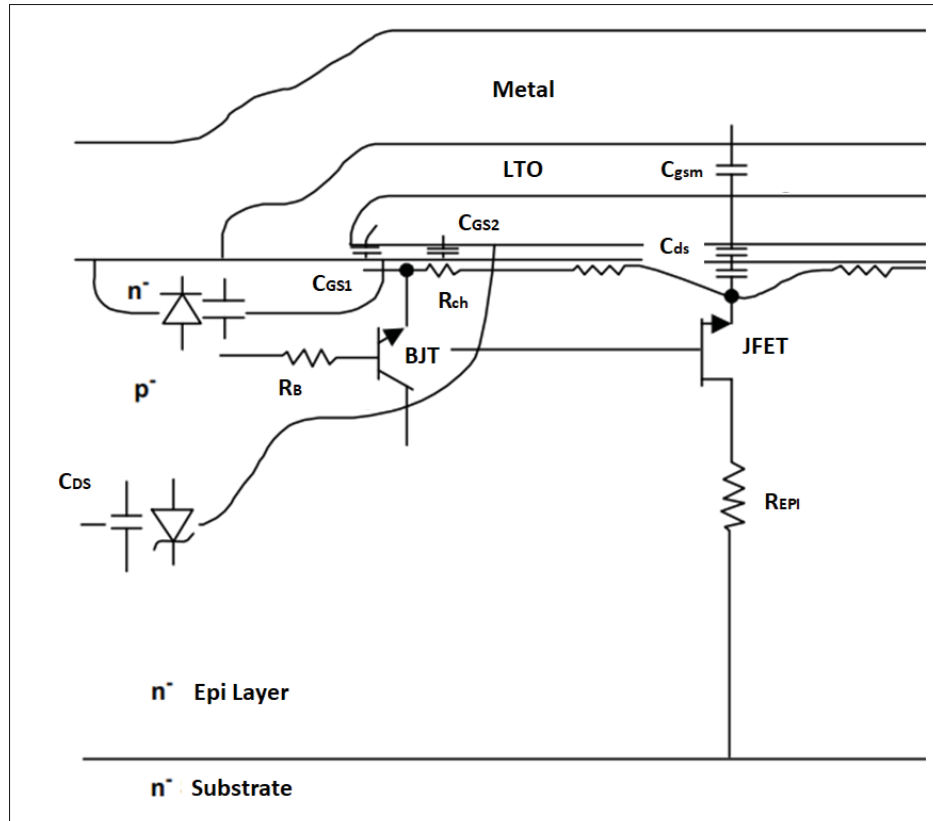 Metal
LTO
Cgsm
CGS2
Cds
n-
CGS1
Rch
BJT
JFET
RB
p-
CDS
REPI
n- Epi Layer
n- Substrate